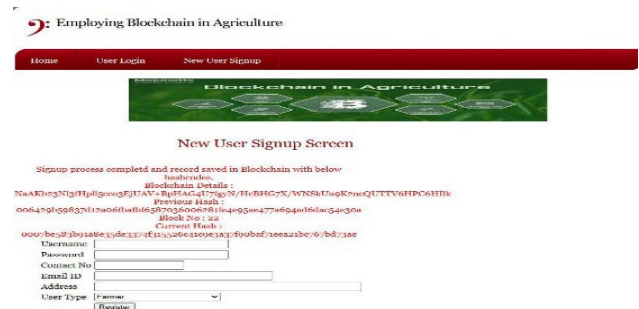 Employing Blockchain in Agriculture
Home User Login New User Signup
Blockchain in Agriculture
New User Signup Screen
Signup process completd and record saved in Blockchain with below
hashcodes.
Blockchain Details :
Previous Hash :
Block No : 22
Current Hash :
Username
Password
Contact No
Email ID
Address
User Type Farmer
Register